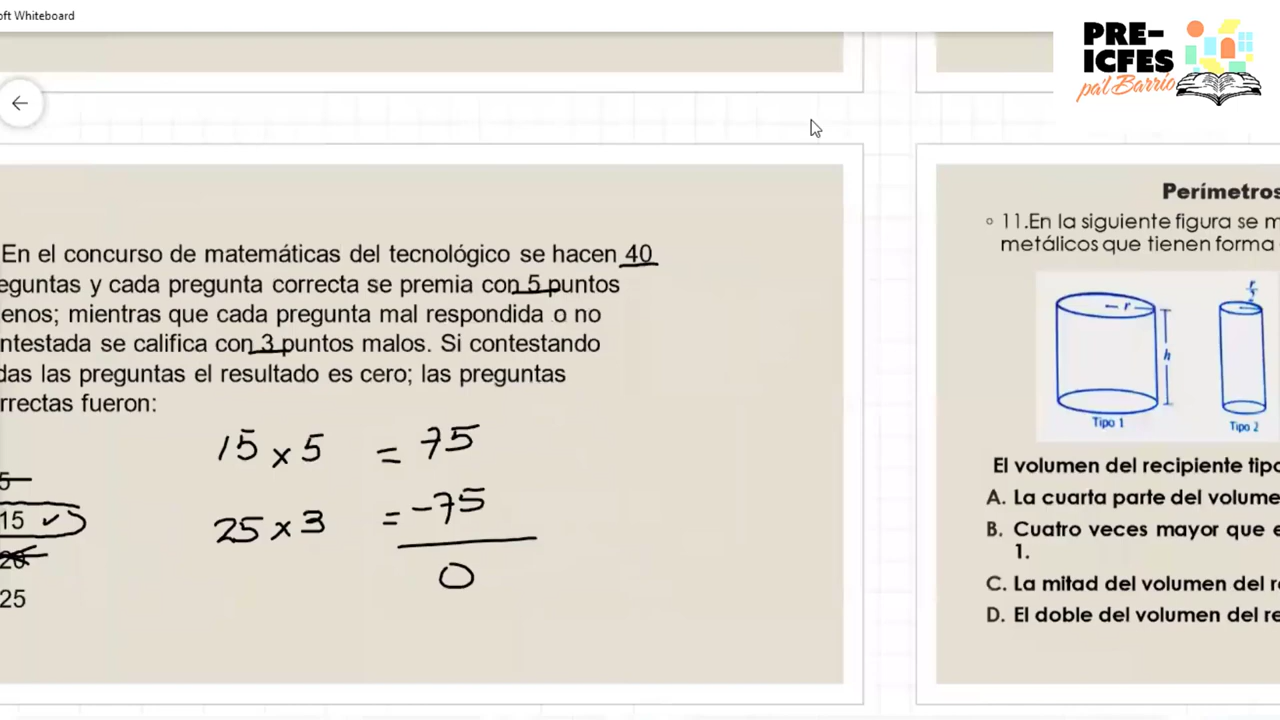 oft Whiteboard
PRE-
ICFES
pa'l Barrio
En el concurso de matemáticas del tecnológico se hacen 40
eguntas y cada pregunta correcta se premia con 5 puntos
enos; mientras que cada pregunta mal respondida o no
ntestada se califica con 3 puntos malos. Si contestando
das las preguntas el resultado es cero; las preguntas
rrectas fueron:
5
15
20
25
15 x 5 = 75
25 x 3 = -75
0
Perímetros
11.En la siguiente figura se m
metálicos que tienen forma
r
h
Tipo 1
r/2
Tipo 2
El volumen del recipiente tipo
A. La cuarta parte del volume
B. Cuatro veces mayor que e
1.
C. La mitad del volumen del r
D. El doble del volumen del re